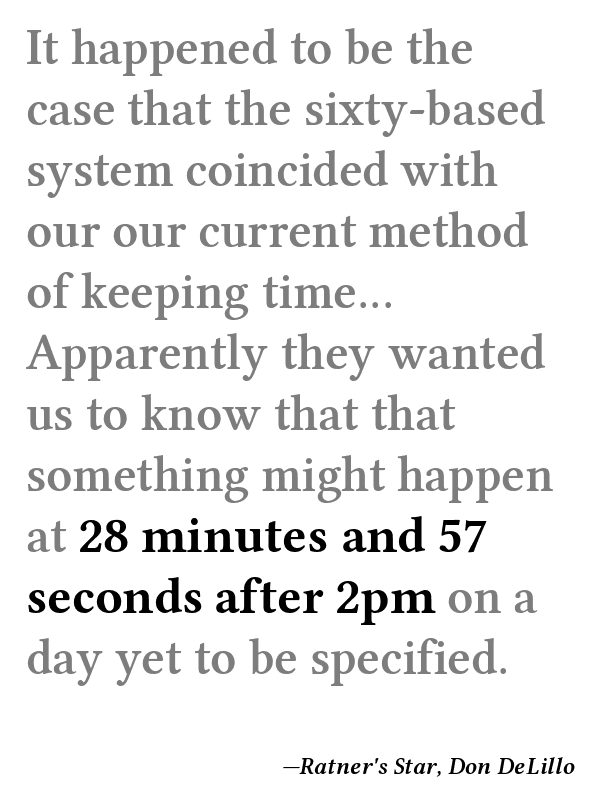 It happened to be the
case that the sixty-based
system coincided with
our our current method
of keeping time...
Apparently they wanted
us to know that that
something might happen
at 28 minutes and 57
seconds after 2pm on a
day yet to be specified.
—Ratner's Star, Don DeLillo